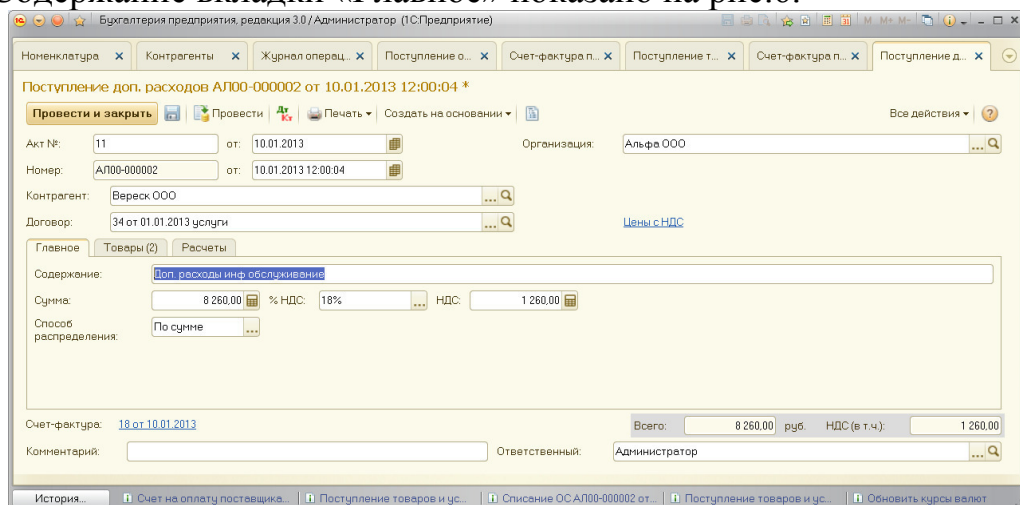 Содержание вкладки «Главное» показано на рис.6.
Бухгалтерия предприятия, редакция 3.0 / Администратор (1С:Предприятие)
M M+ M-
Номенклатура Контрагенты Журнал операц... Поступление о... Счет-фактура п... Поступление т... Счет-фактура п... Поступление д...
Поступление доп. расходов АЛ00-000002 от 10.01.2013 12:00:04 *
Провести и закрыть Провести Дт Кт Печать Создать на основании Все действия
Акт №: 11 от: 10.01.2013 Организация: Альфа ООО
Номер: АЛ00-000002 от: 10.01.2013 12:00:04
Контрагент: Вереск ООО
Договор: 34 от 01.01.2013 услуги Цены с НДС
Главное Товары (2) Расчеты
Содержание: Доп. расходы инф обслуживание
Сумма: 8 260,00 % НДС: 18% НДС: 1 260,00
Способ
распределения: По сумме
Счет-фактура: 18 от 10.01.2013 Всего: 8 260,00 руб. НДС (в т.ч.): 1 260,00
Комментарий: Ответственный: Администратор
История... Счет на оплату поставщика... Поступление товаров и ус... Списание ОС АЛ00-000002 от... Поступление товаров и ус... Обновить курсы валют